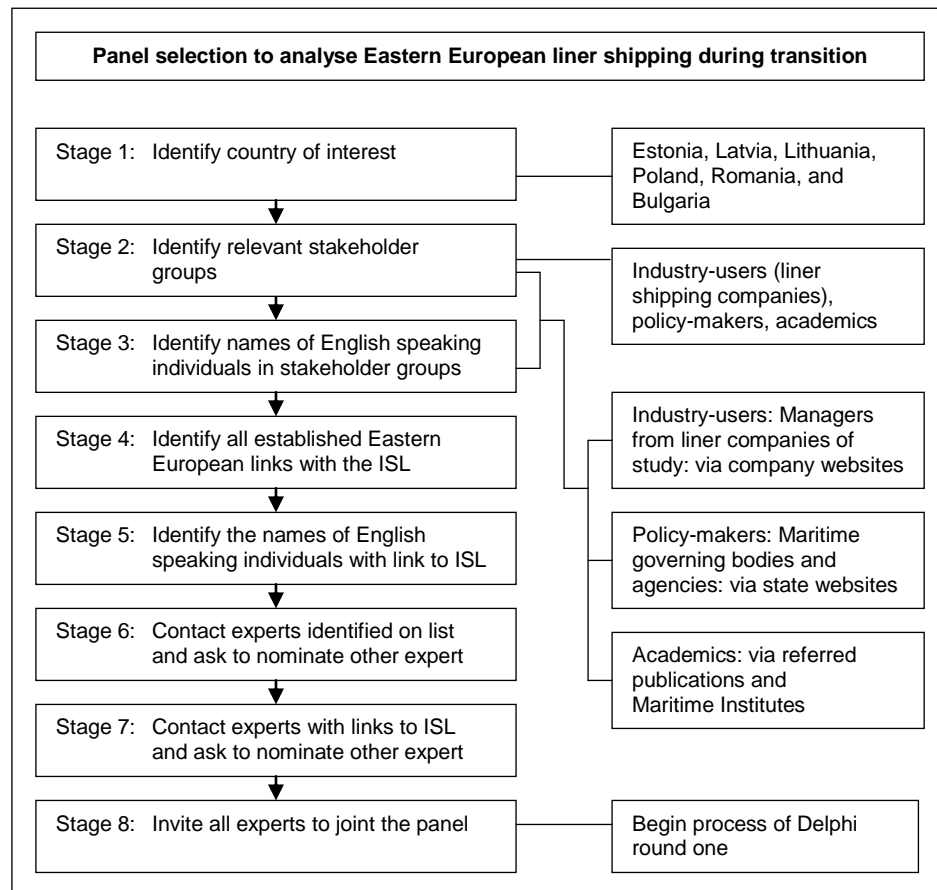 Panel selection to analyse Eastern European liner shipping during transition
Stage 1: Identify country of interest
Estonia, Latvia, Lithuania,
Poland, Romania, and
Bulgaria
Stage 2: Identify relevant stakeholder
groups
Industry-users (liner
shipping companies),
policy-makers, academics
Stage 3: Identify names of English speaking
individuals in stakeholder groups
Industry-users: Managers
from liner companies of
study: via company websites
Stage 4: Identify all established Eastern
European links with the ISL
Stage 5: Identify the names of English
speaking individuals with link to ISL
Policy-makers: Maritime
governing bodies and
agencies: via state websites
Stage 6: Contact experts identified on list
and ask to nominate other expert
Academics: via referred
publications and
Maritime Institutes
Stage 7: Contact experts with links to ISL
and ask to nominate other expert
Stage 8: Invite all experts to joint the panel
Begin process of Delphi
round one